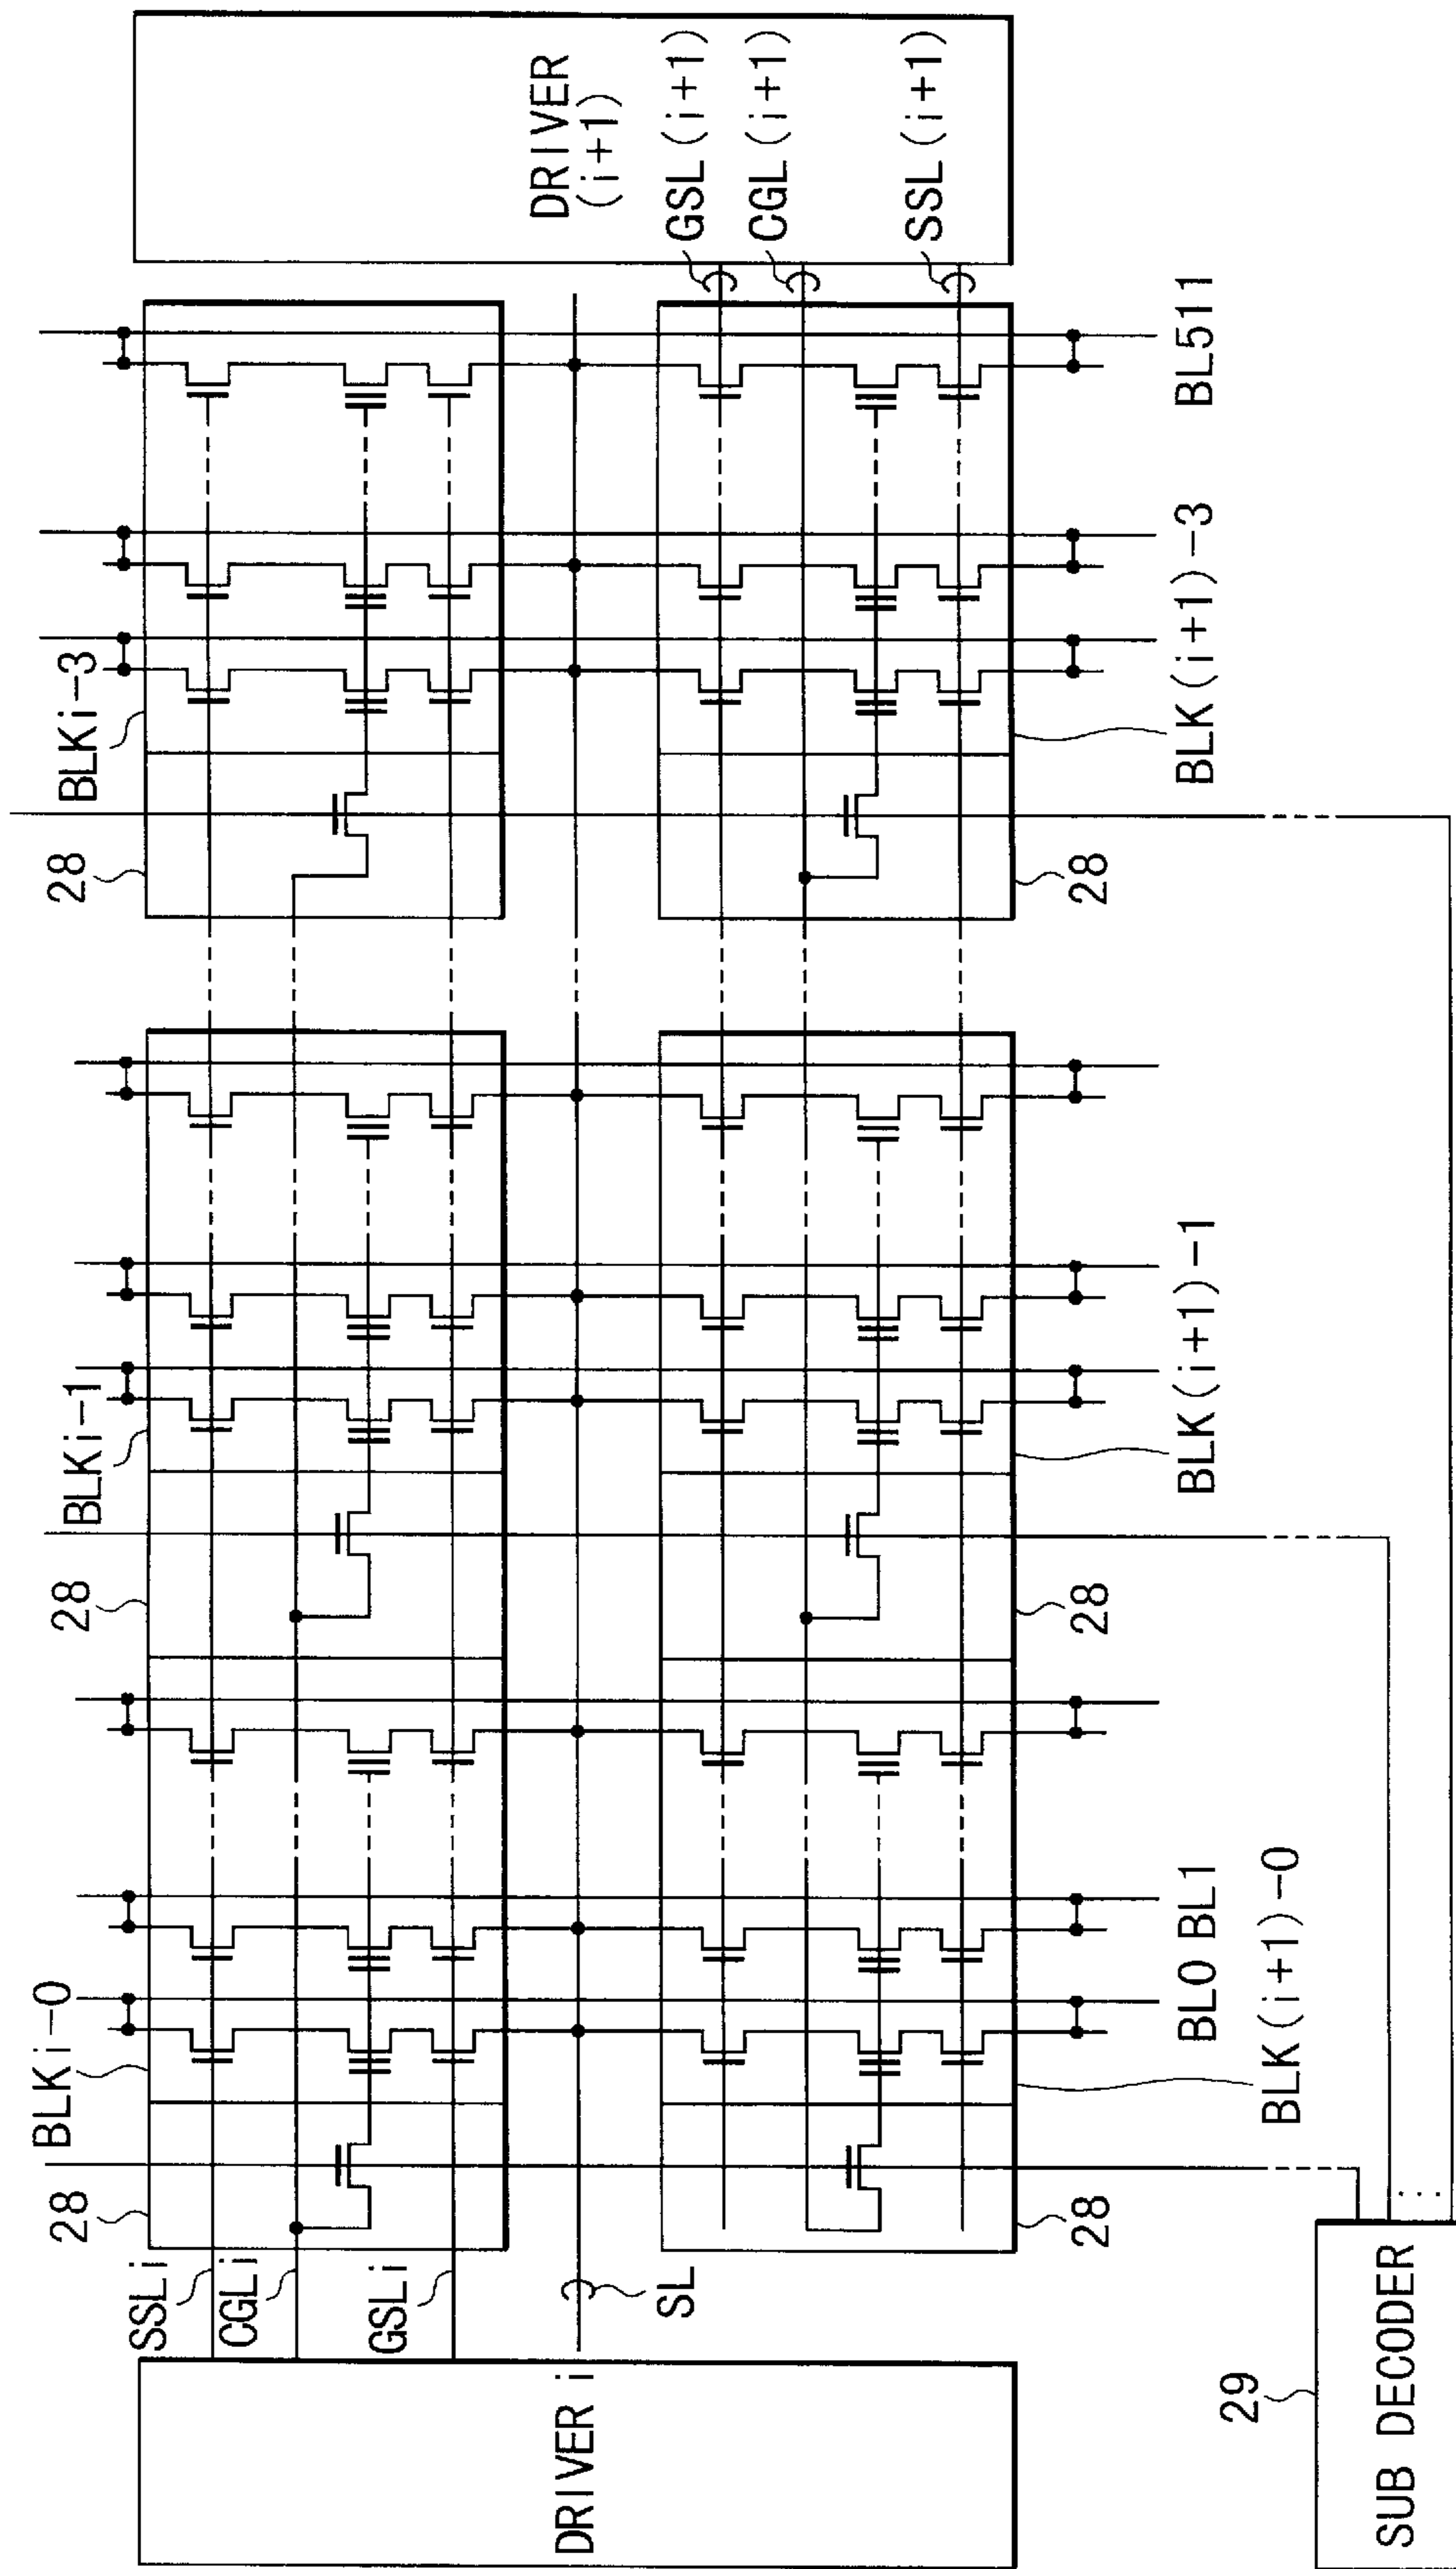 BLKi-0
BLKi-1
BLKi-3
28
28
28
SSLi
CGLi
GSLi
DRIVER i
SL
DRIVER
(i+1)
GSL(i+1)
CGL(i+1)
SSL(i+1)
28
28
28
BL0 BL1
BL511
BLK(i+1)-0
BLK(i+1)-1
BLK(i+1)-3
29
SUB DECODER